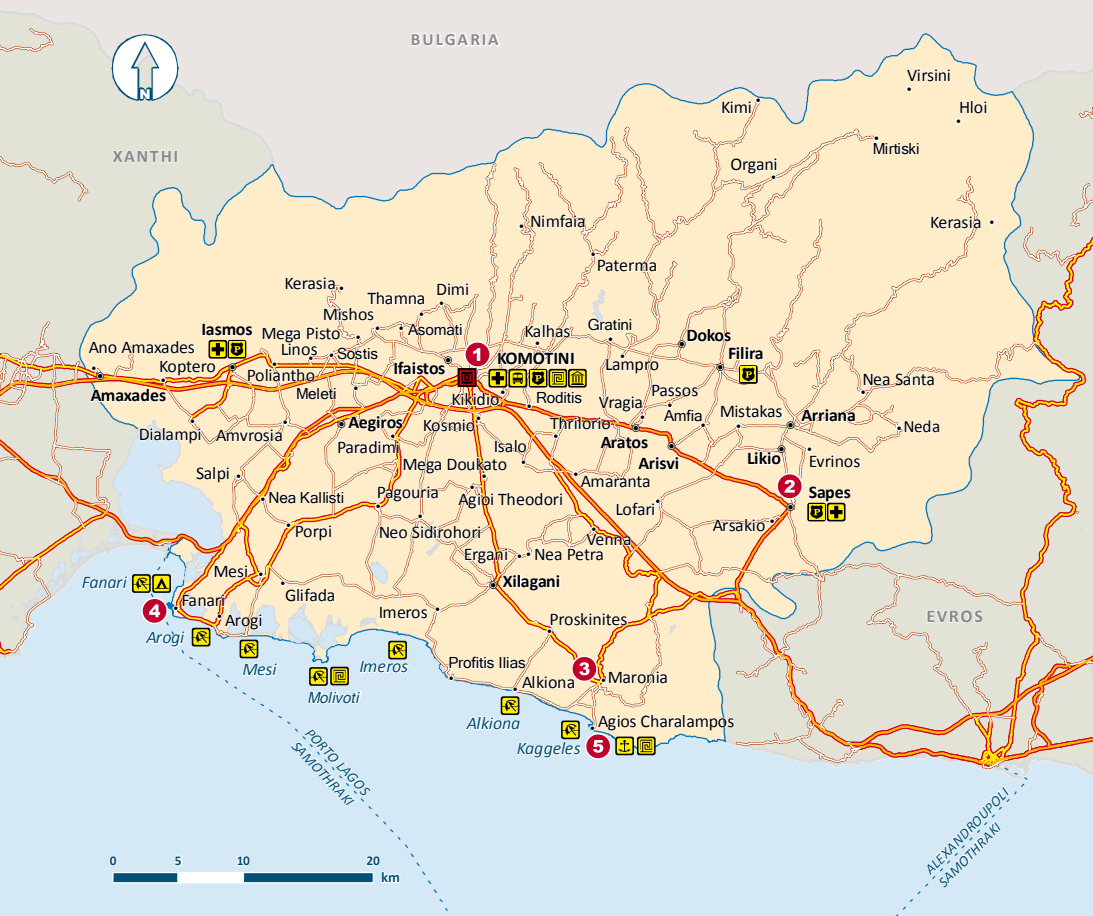 BULGARIA
Virsini
N
Kimi
Hloi
XANTHI
Mirtiski
Organi
Nimfaia
Kerasia
Paterma
Kerasia
Dimi
Thamna
Mishos
Iasmos
Mega Pisto
Asomati
Kalhas
Gratini
Dokos
Ano Amaxades
Linos
Sostis
1
KOMOTINI
Filira
Koptero
Poliantho
Ifaistos
Lampro
Amaxades
Meleti
Kikidio
Roditis
Passos
Nea Santa
Vragia
Amfia
Mistakas
Arriana
Dialampi
Amvrosia
Aegiros
Kosmio
Thrilorio
Neda
Paradimi
Isalo
Aratos
Arisvi
Likio
Evrinos
Salpi
Mega Doukato
Amaranta
2
Sapes
Nea Kallisti
Pagouria
Agioi Theodori
Lofari
Arsakio
Porpi
Neo Sidirohori
Venna
Ergani
Nea Petra
Mesi
Xilagani
Fanari
Glifada
4
Fanari
Imeros
Arogi
Proskinites
EVROS
Arogi
Mesi
Imeros
Profitis Ilias
3
Maronia
Molivoti
Alkiona
Alkiona
Agios Charalampos
Kaggeles
5
PORTO LAGOS
SAMOTHRAKI
ALEXANDROUPOLI
SAMOTHRAKI
0 5 10 20
km